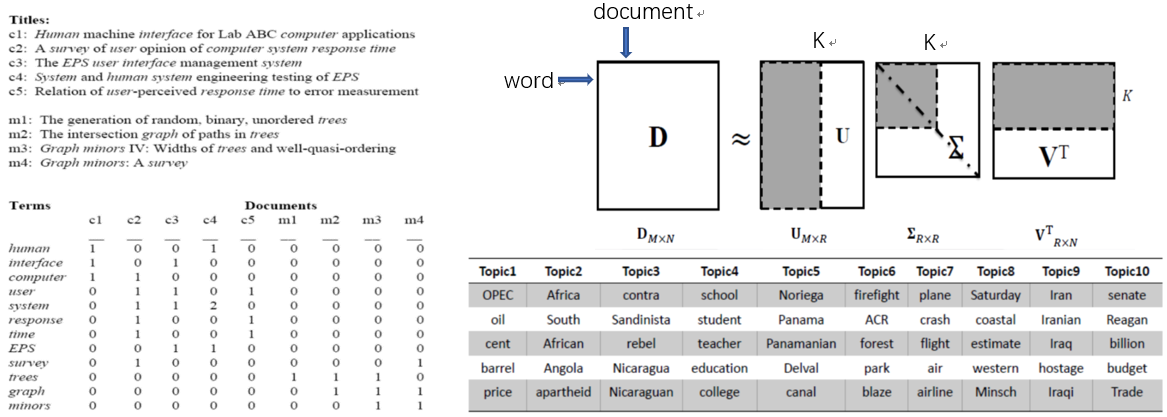 Titles:
c1: Human machine interface for Lab ABC computer applications
c2: A survey of user opinion of computer system response time
c3: The EPS user interface management system
c4: System and human system engineering testing of EPS
c5: Relation of user-perceived response time to error measurement
m1: The generation of random, binary, unordered trees
m2: The intersection graph of paths in trees
m3: Graph minors IV: Widths of trees and well-quasi-ordering
m4: Graph minors: A survey
Terms Documents
c1 c2 c3 c4 c5 m1 m2 m3 m4
human 1 0 0 1 0 0 0 0 0
interface 1 0 1 0 0 0 0 0 0
computer 1 1 0 0 0 0 0 0 0
user 0 1 1 0 1 0 0 0 0
system 0 1 1 2 0 0 0 0 0
response 0 1 0 0 1 0 0 0 0
time 0 1 0 0 1 0 0 0 0
EPS 0 0 1 1 0 0 0 0 0
survey 0 1 0 0 0 0 0 0 1
trees 0 0 0 0 0 1 1 1 0
graph 0 0 0 0 0 0 1 1 1
minors 0 0 0 0 0 0 0 1 1
document
word
K K
D ≈ U Σ Vᵀ K
D M×N U M×R Σ R×R Vᵀ R×N
Topic1 Topic2 Topic3 Topic4 Topic5 Topic6 Topic7 Topic8 Topic9 Topic10
OPEC Africa contra school Noriega firefight plane Saturday Iran senate
oil South Sandinista student Panama ACR crash coastal Iranian Reagan
cent African rebel teacher Panamanian forest flight estimate Iraq billion
barrel Angola Nicaragua education Delval park air western hostage budget
price apartheid Nicaraguan college canal blaze airline Minsch Iraqi Trade